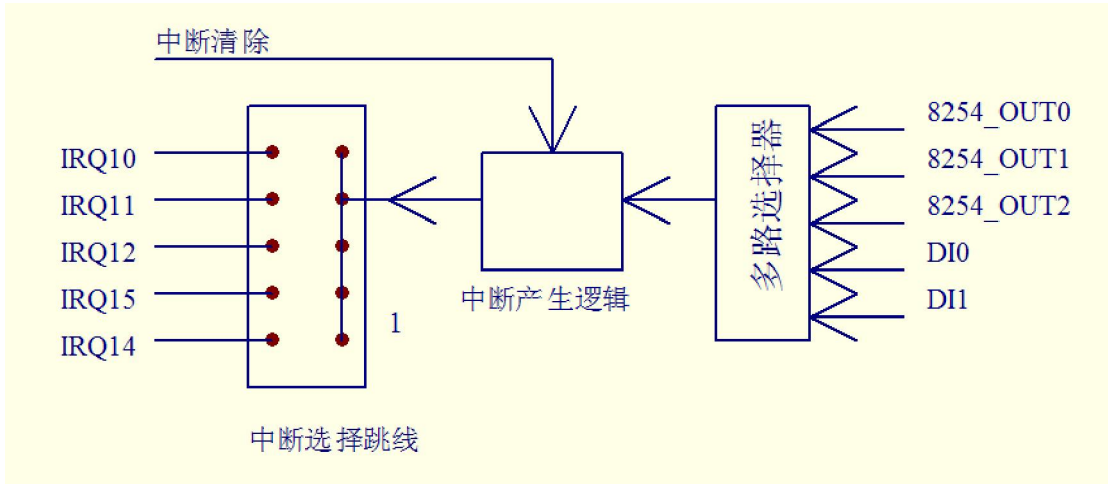 中断清除
IRQ10
IRQ11
IRQ12
IRQ15
IRQ14
1
中断选择跳线
中断产生逻辑
多路选择器
8254_OUT0
8254_OUT1
8254_OUT2
DI0
DI1